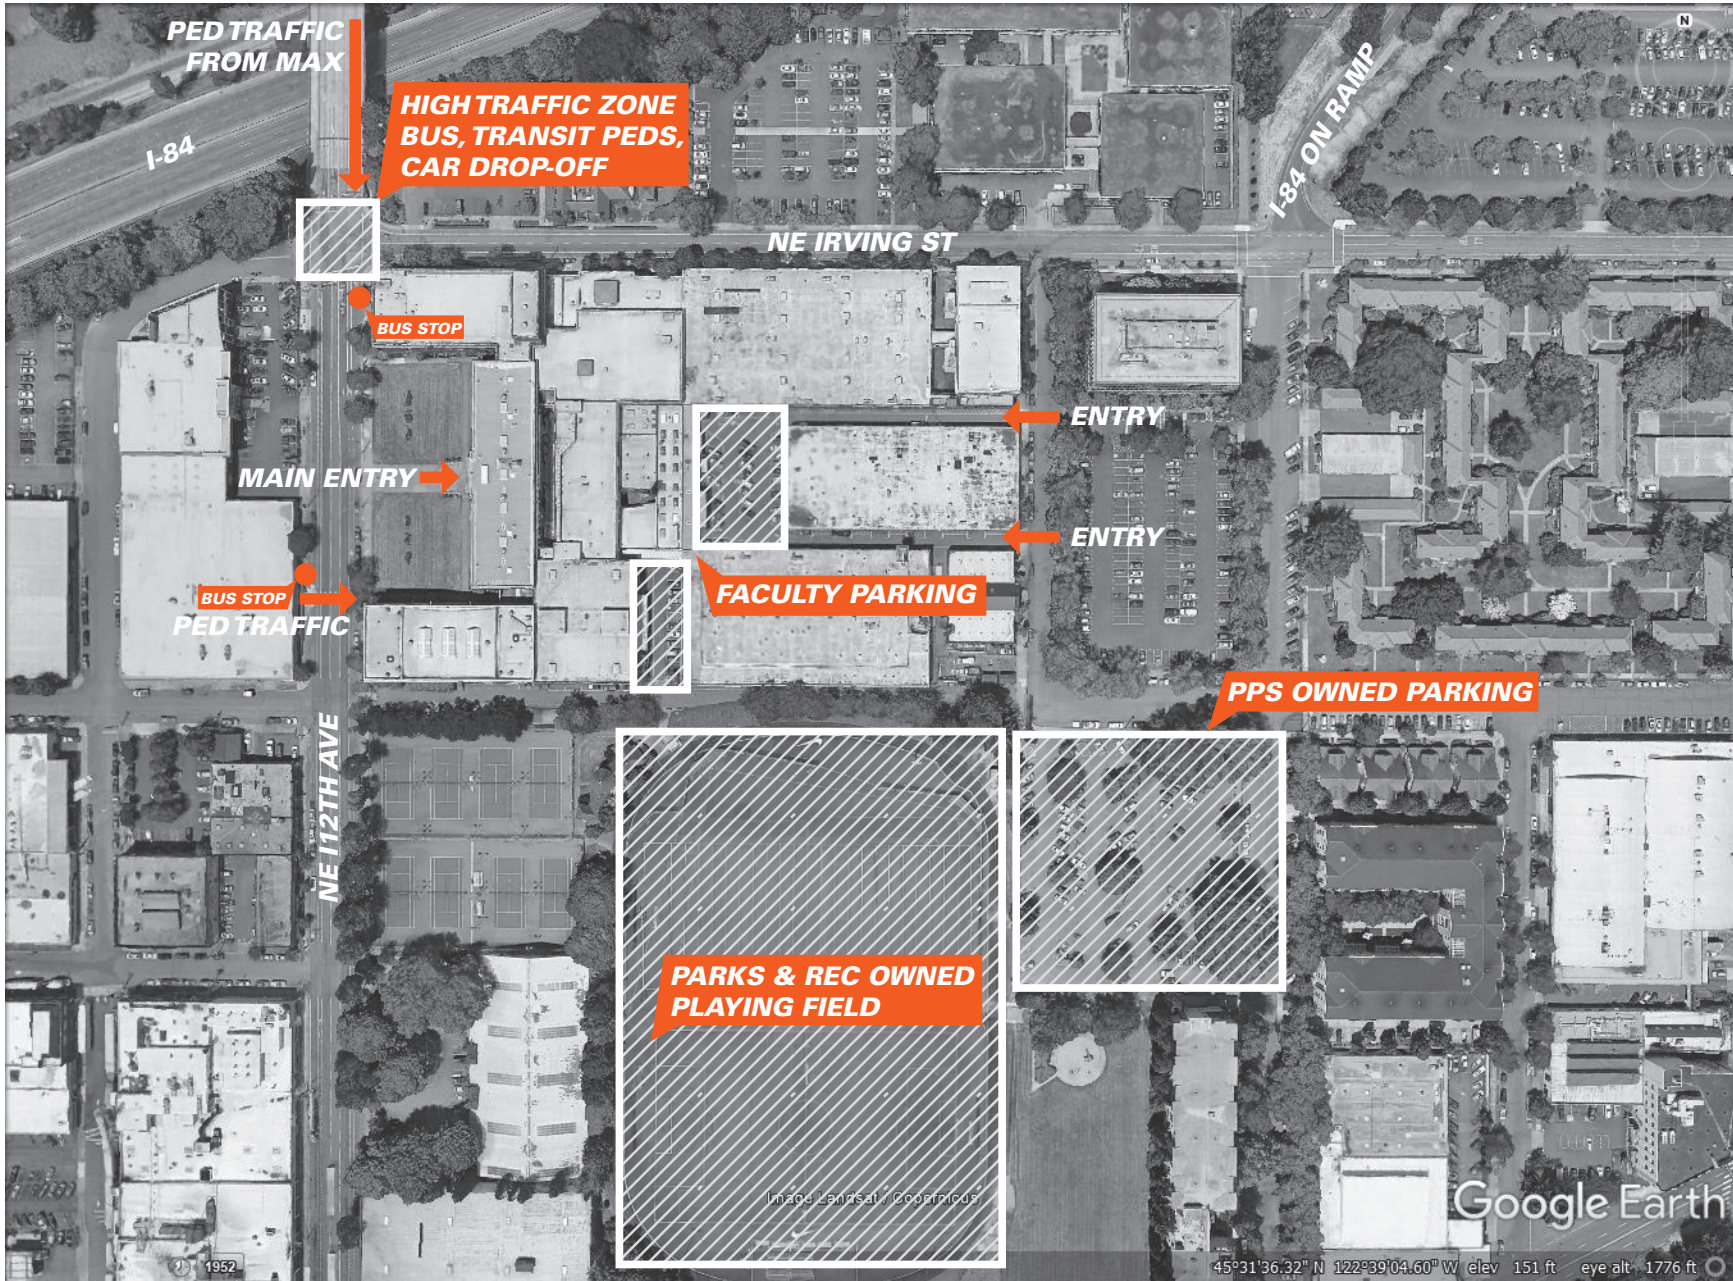 PED TRAFFIC
FROM MAX
N
HIGH TRAFFIC ZONE
BUS, TRANSIT PEDS,
CAR DROP-OFF
I-84
I-84 ON RAMP
NE IRVING ST
BUS STOP
ENTRY
MAIN ENTRY
ENTRY
FACULTY PARKING
BUS STOP
PED TRAFFIC
PPS OWNED PARKING
NE 112TH AVE
PARKS & REC OWNED
PLAYING FIELD
Image Landsat / Copernicus
Google Earth
1952
45°31'36.32" N 122°39'04.60" W elev 151 ft eye alt 1776 ft